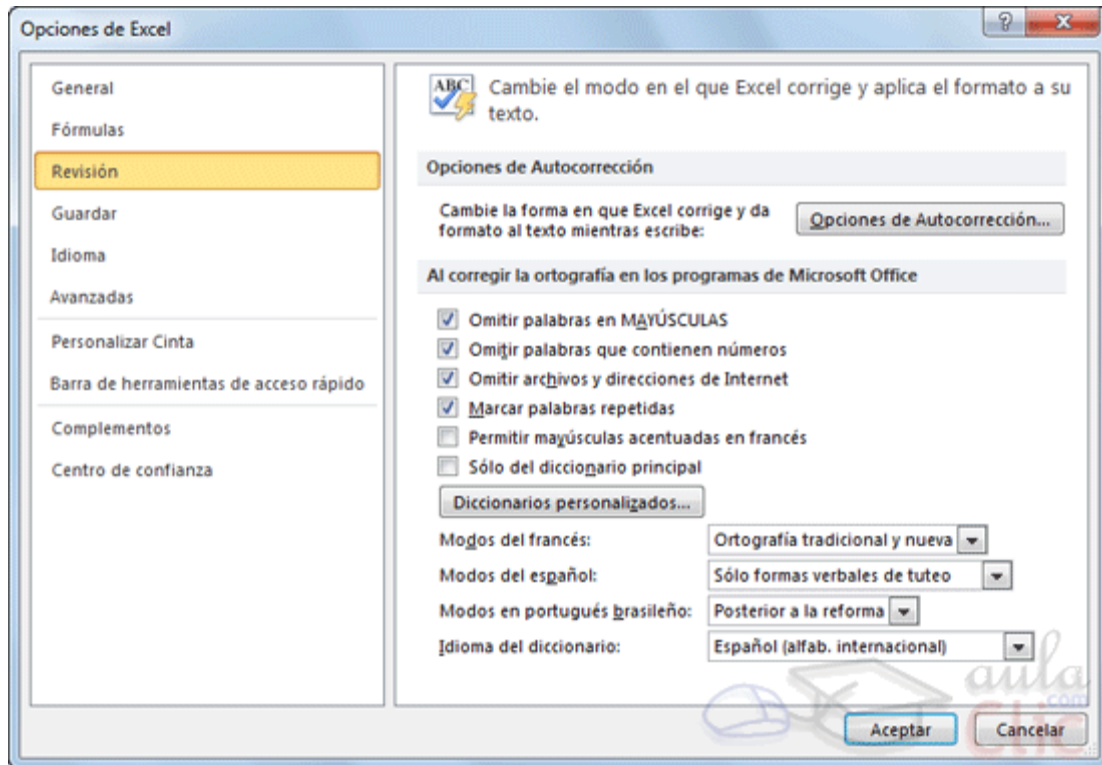 Opciones de Excel
General
Fórmulas
Revisión
Guardar
Idioma
Avanzadas
Personalizar Cinta
Barra de herramientas de acceso rápido
Complementos
Centro de confianza
ABC
Cambie el modo en el que Excel corrige y aplica el formato a su
texto.
Opciones de Autocorrección
Cambie la forma en que Excel corrige y da
formato al texto mientras escribe:
Opciones de Autocorrección...
Al corregir la ortografía en los programas de Microsoft Office
Omitir palabras en MAYÚSCULAS
Omitir palabras que contienen números
Omitir archivos y direcciones de Internet
Marcar palabras repetidas
Permitir mayúsculas acentuadas en francés
Sólo del diccionario principal
Diccionarios personalizados...
Modos del francés: Ortografía tradicional y nueva
Modos del español: Sólo formas verbales de tuteo
Modos en portugués brasileño: Posterior a la reforma
Idioma del diccionario: Español (alfab. internacional)
aula
.com
Clic
Aceptar Cancelar